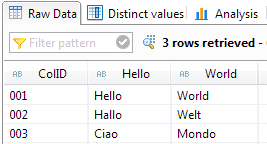 Raw Data Distinct values Analysis
Filter pattern 3 rows retrieved -
AB ColID AB Hello AB World
001 Hello World
002 Hallo Welt
003 Ciao Mondo